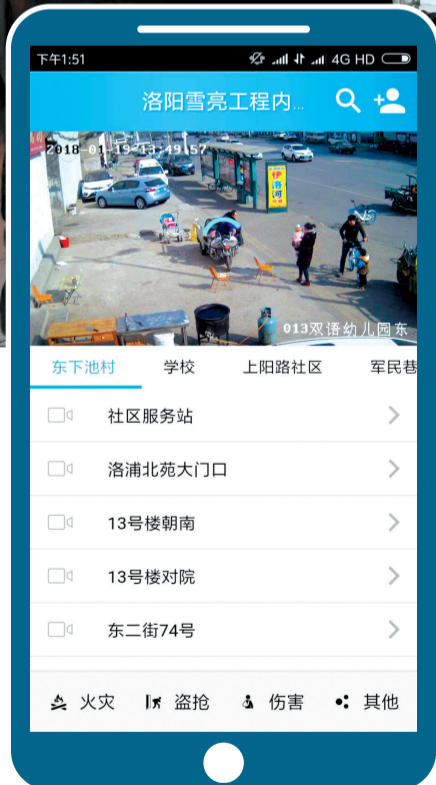 下午1:51 4G HD
洛阳雪亮工程内...
2018-01-19 13:49:57
伊洛河
013双语幼儿园东
东下池村 学校 上阳路社区 军民巷
社区服务站
洛浦北苑大门口
13号楼朝南
13号楼对院
东二街74号
火灾 盗抢 伤害 其他